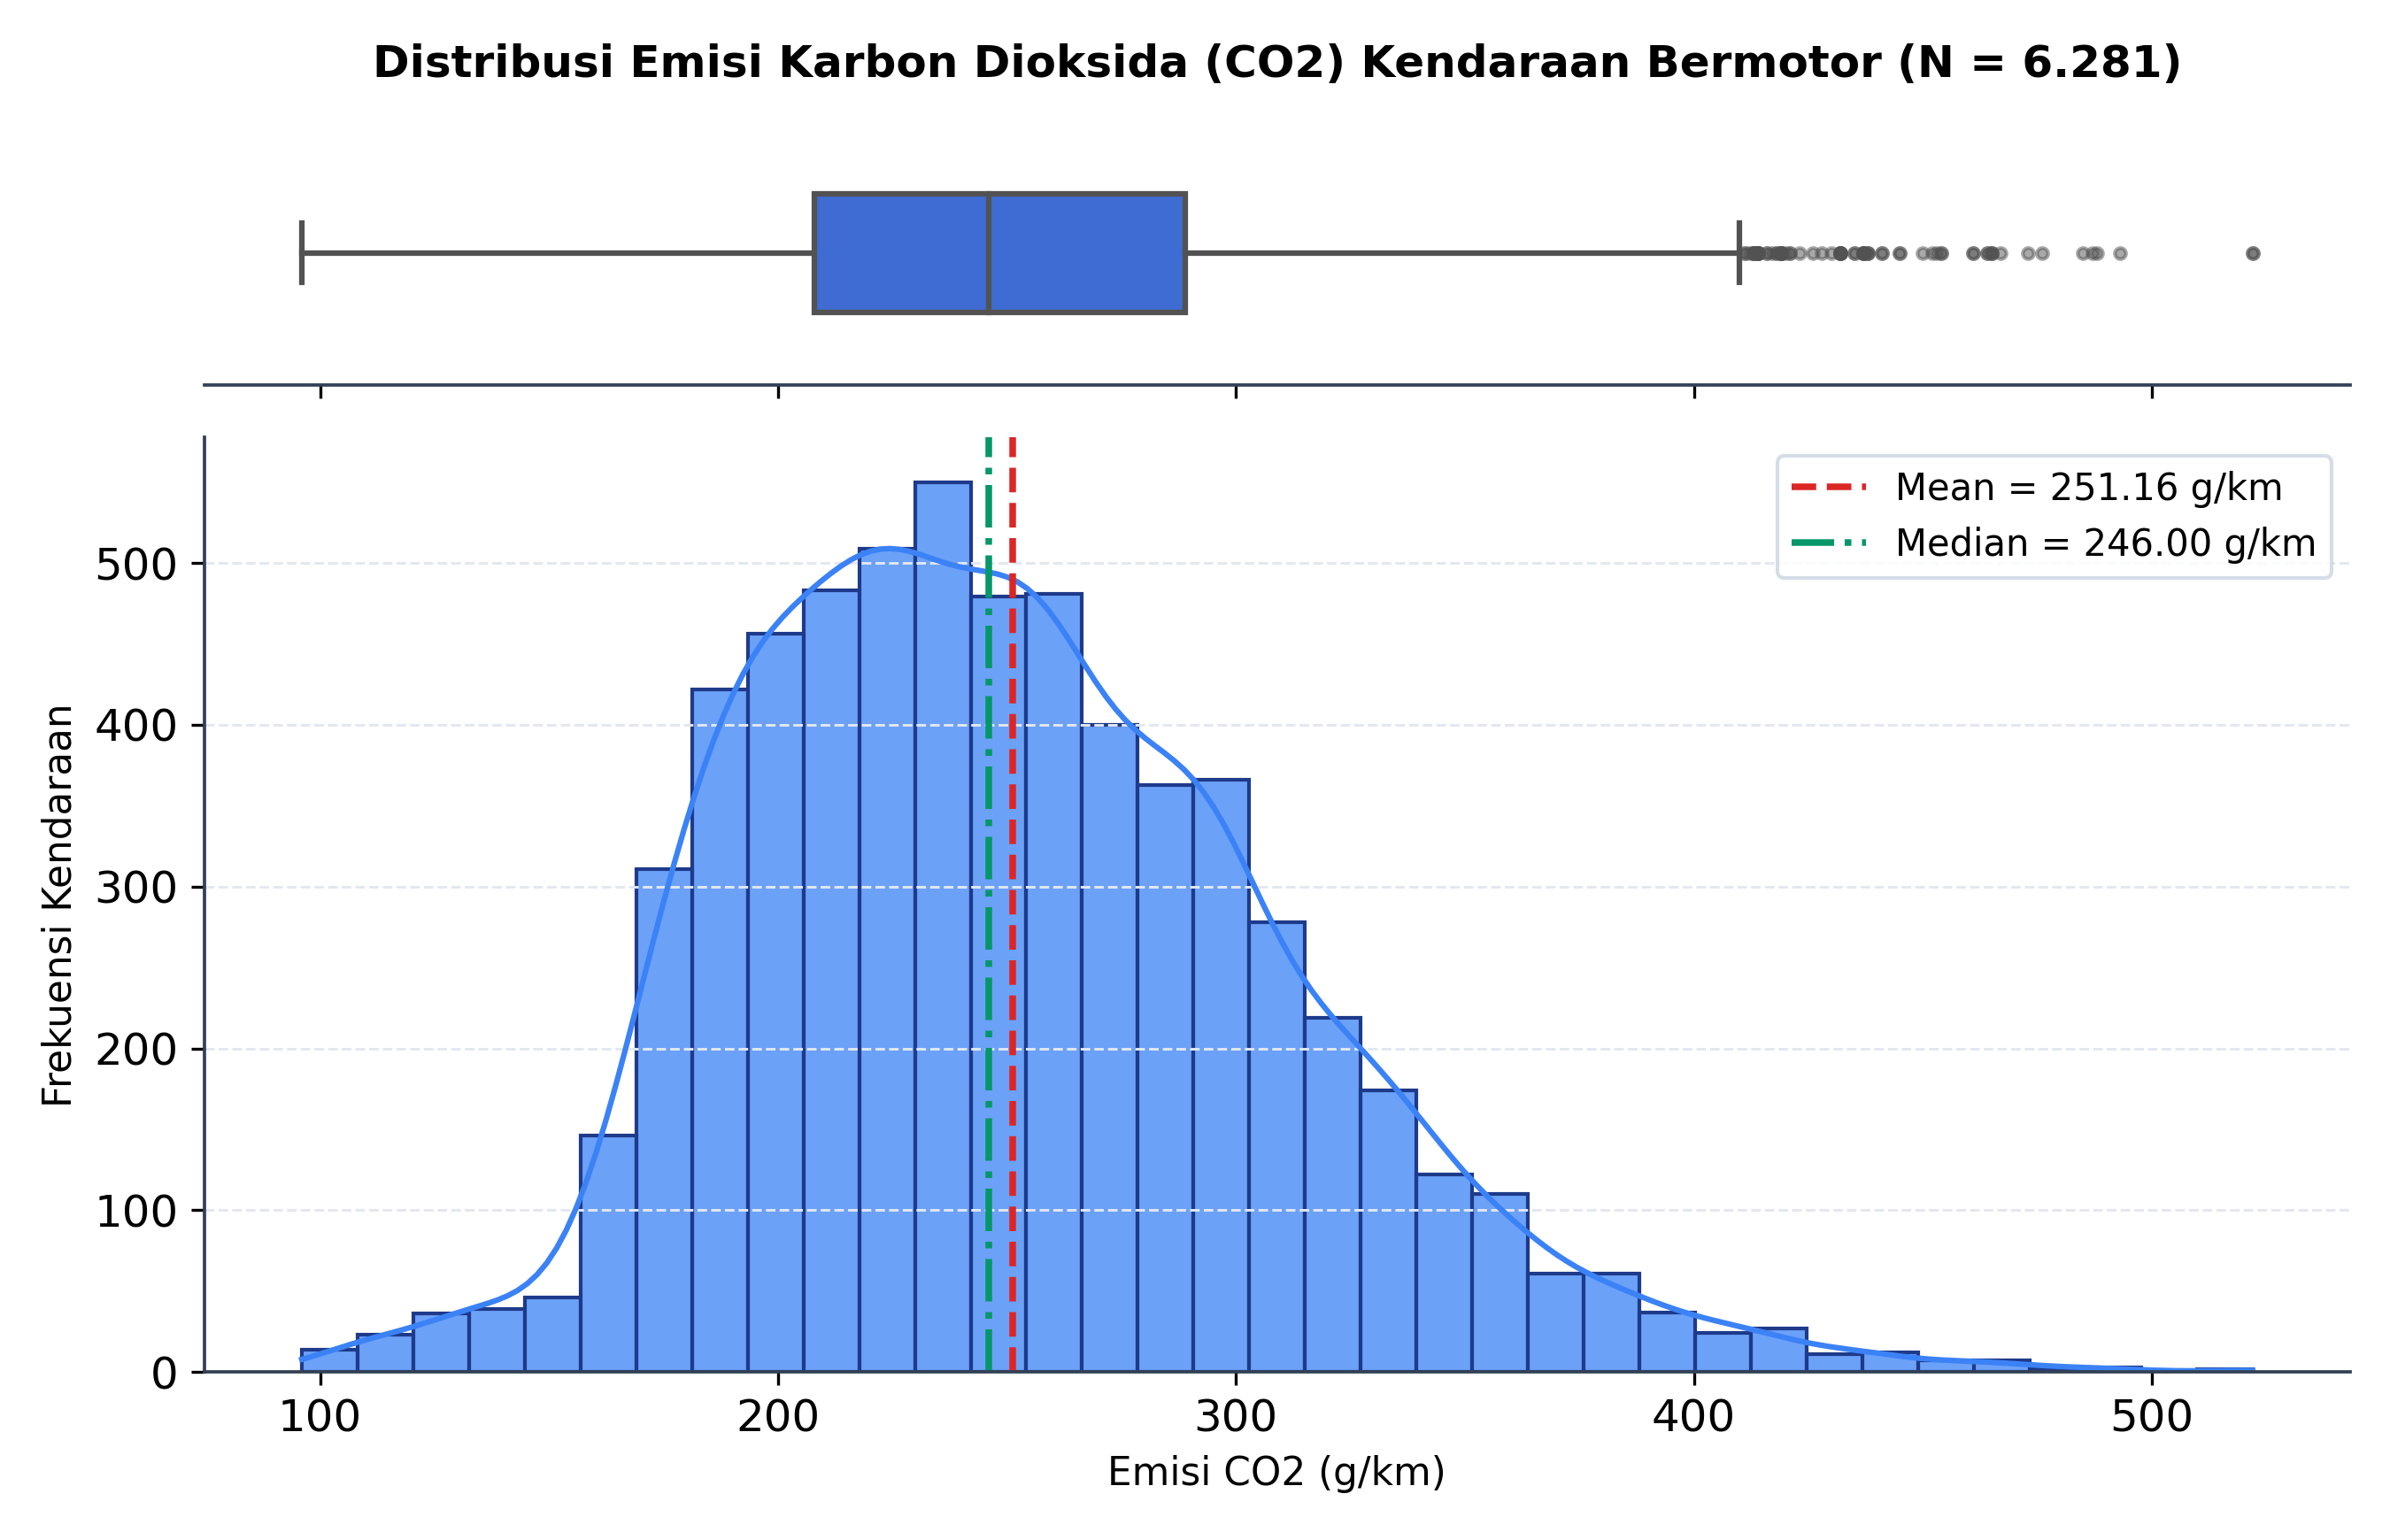 Distribusi Emisi Karbon Dioksida (CO2) Kendaraan Bermotor (N = 6.281)
Mean = 251.16 g/km
Median = 246.00 g/km
Frekuensi Kendaraan
500
400
300
200
100
0
100 200 300 400 500
Emisi CO2 (g/km)